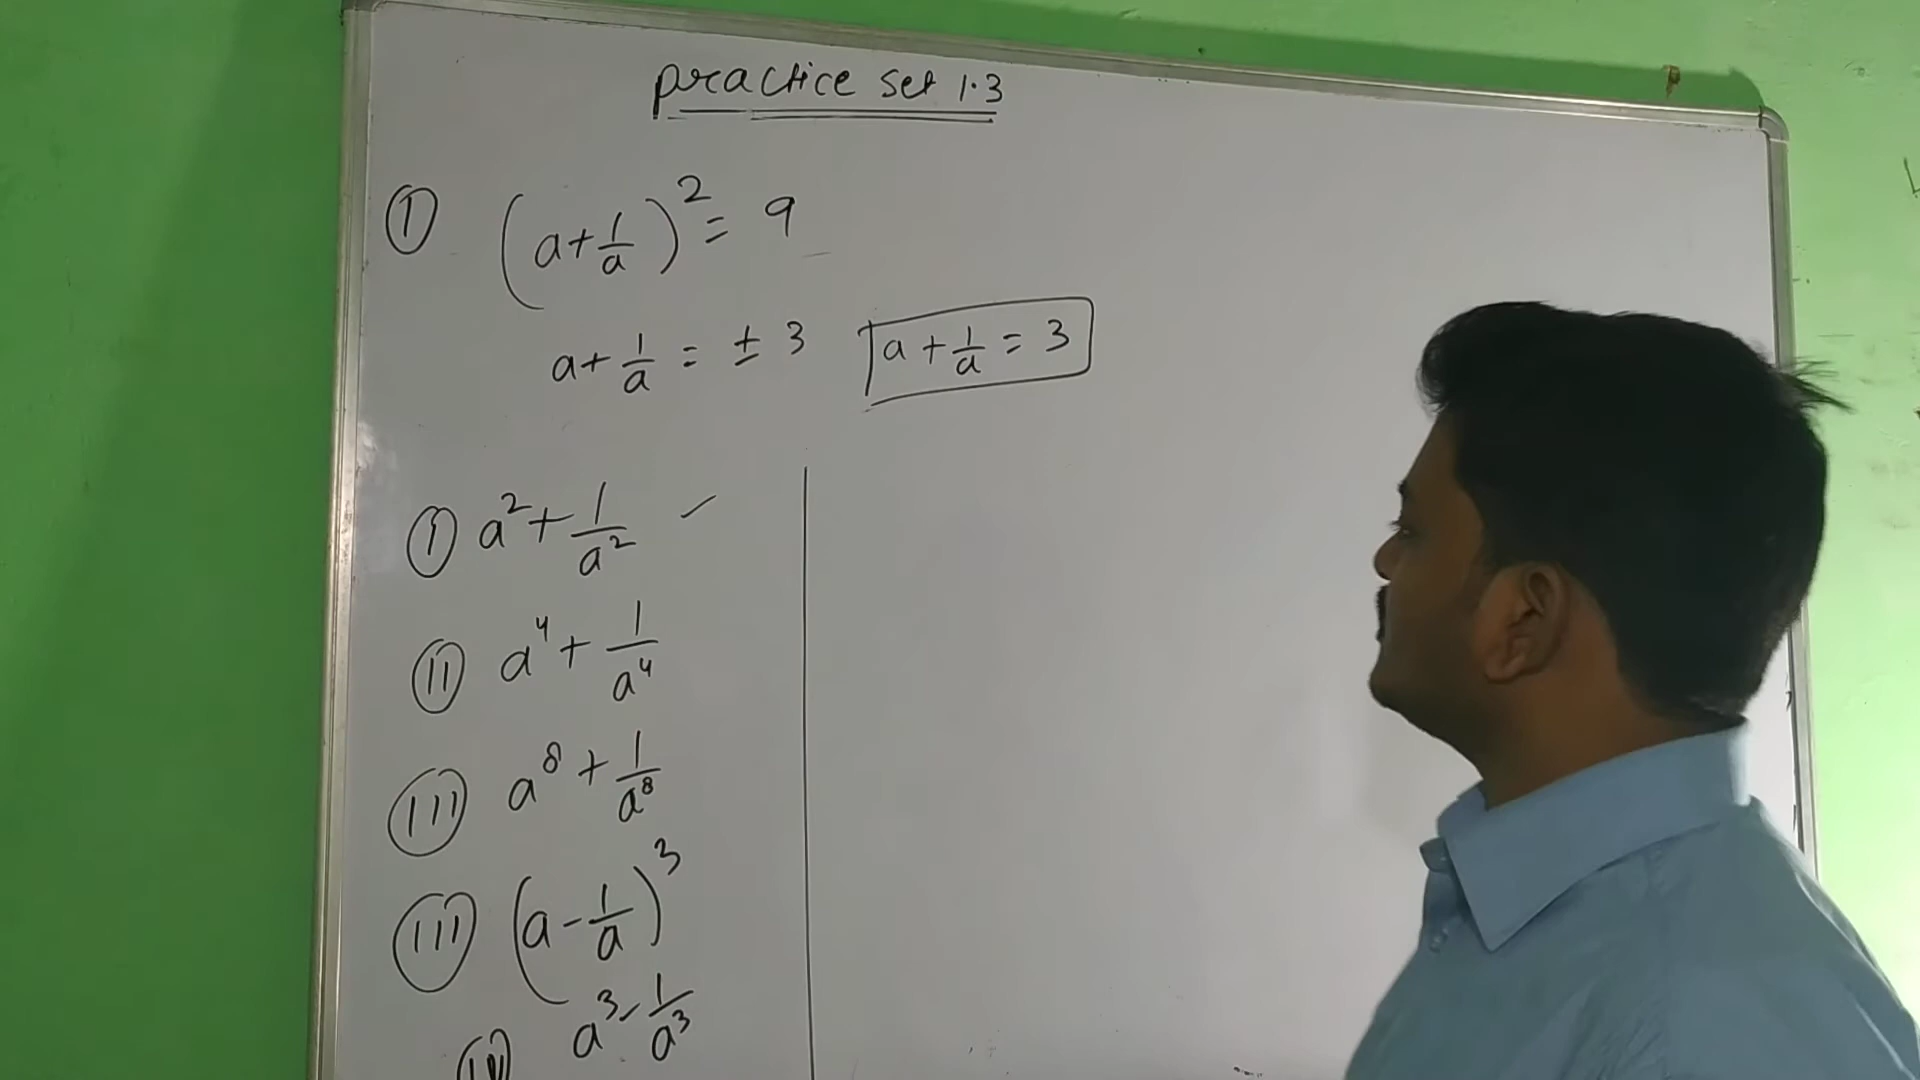 practice set 1.3
① (a+1/a)² = 9
a+1/a = ± 3 a+1/a = 3
Ⓘ a²+1/a²
(II) a⁴+1/a⁴
(III) a⁸+1/a⁸
(III) (a-1/a)³
(IV) a³-1/a³